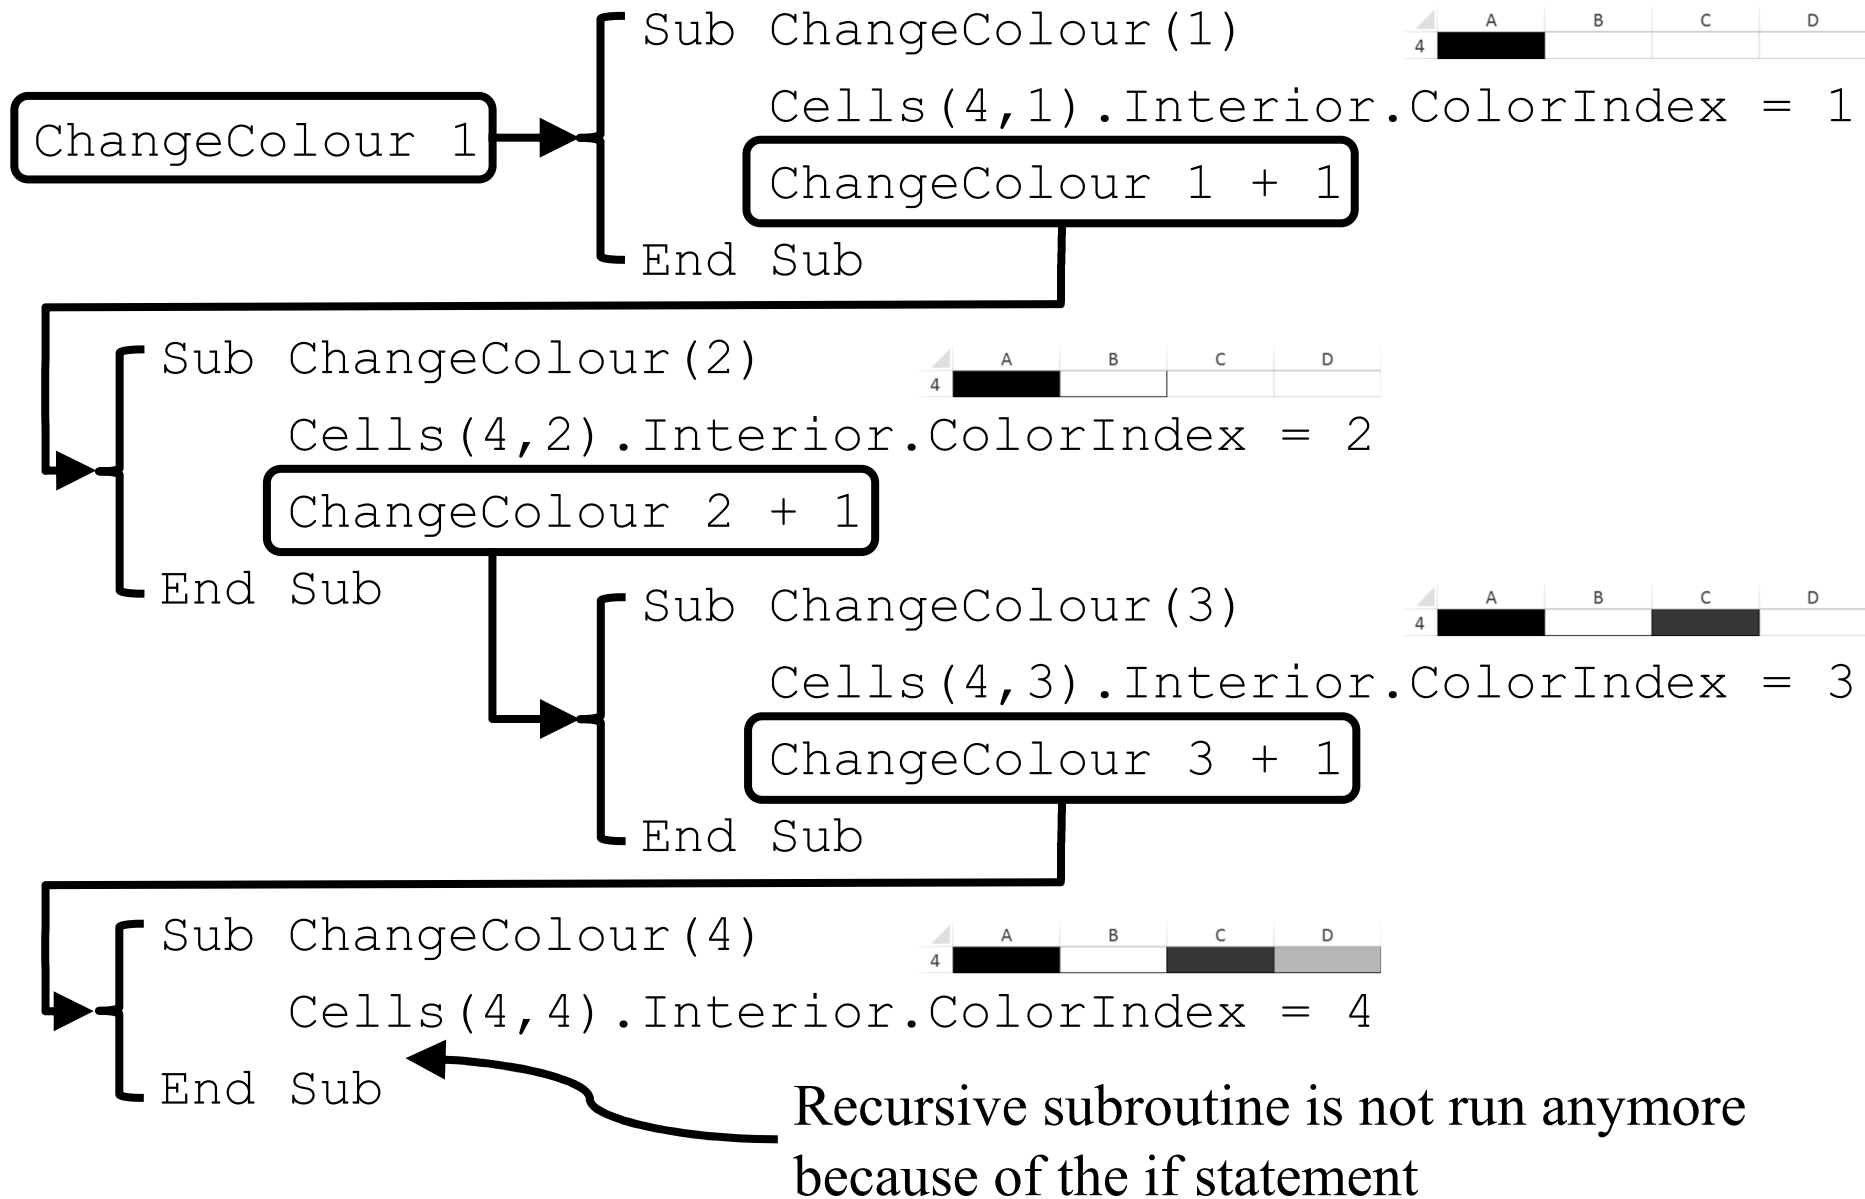 Sub ChangeColour(1)
A B C D
4
Cells(4,1).Interior.ColorIndex = 1
ChangeColour 1
ChangeColour 1 + 1
End Sub
Sub ChangeColour(2)
A B C D
4
Cells(4,2).Interior.ColorIndex = 2
ChangeColour 2 + 1
End Sub
Sub ChangeColour(3)
A B C D
4
Cells(4,3).Interior.ColorIndex = 3
ChangeColour 3 + 1
End Sub
Sub ChangeColour(4)
A B C D
4
Cells(4,4).Interior.ColorIndex = 4
End Sub
Recursive subroutine is not run anymore
because of the if statement